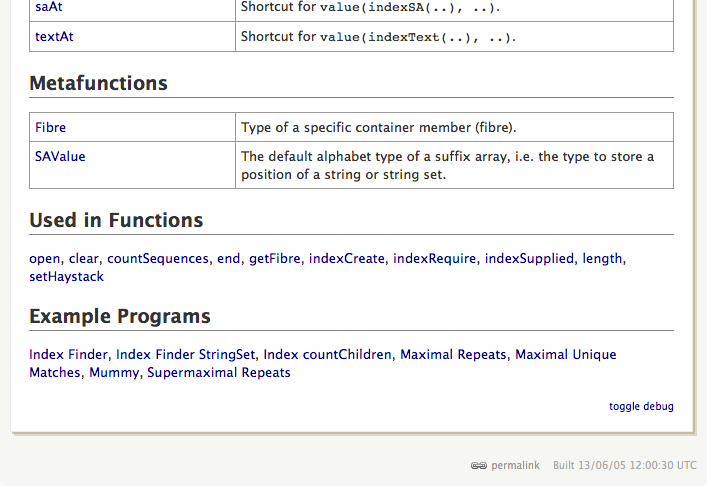 saAt Shortcut for value(indexSA(..), ..).
textAt Shortcut for value(indexText(..), ..).
Metafunctions
Fibre Type of a specific container member (fibre).
SAValue The default alphabet type of a suffix array, i.e. the type to store a
position of a string or string set.
Used in Functions
open, clear, countSequences, end, getFibre, indexCreate, indexRequire, indexSupplied, length,
setHaystack
Example Programs
Index Finder, Index Finder StringSet, Index countChildren, Maximal Repeats, Maximal Unique
Matches, Mummy, Supermaximal Repeats
toggle debug
permalink Built 13/06/05 12:00:30 UTC